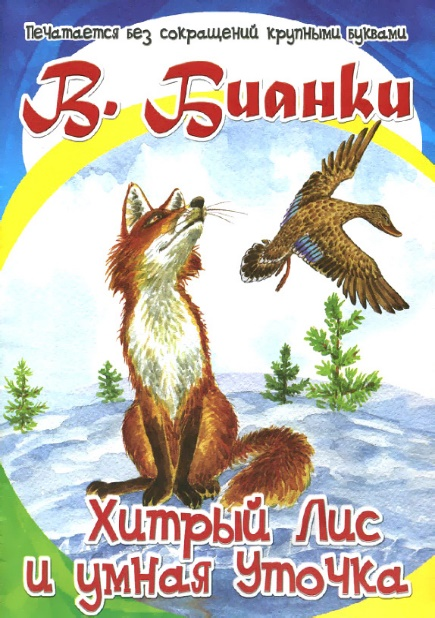 Печатается без сокращений крупными буквами
В. Бианки
Хитрый Лис
и умная Уточка